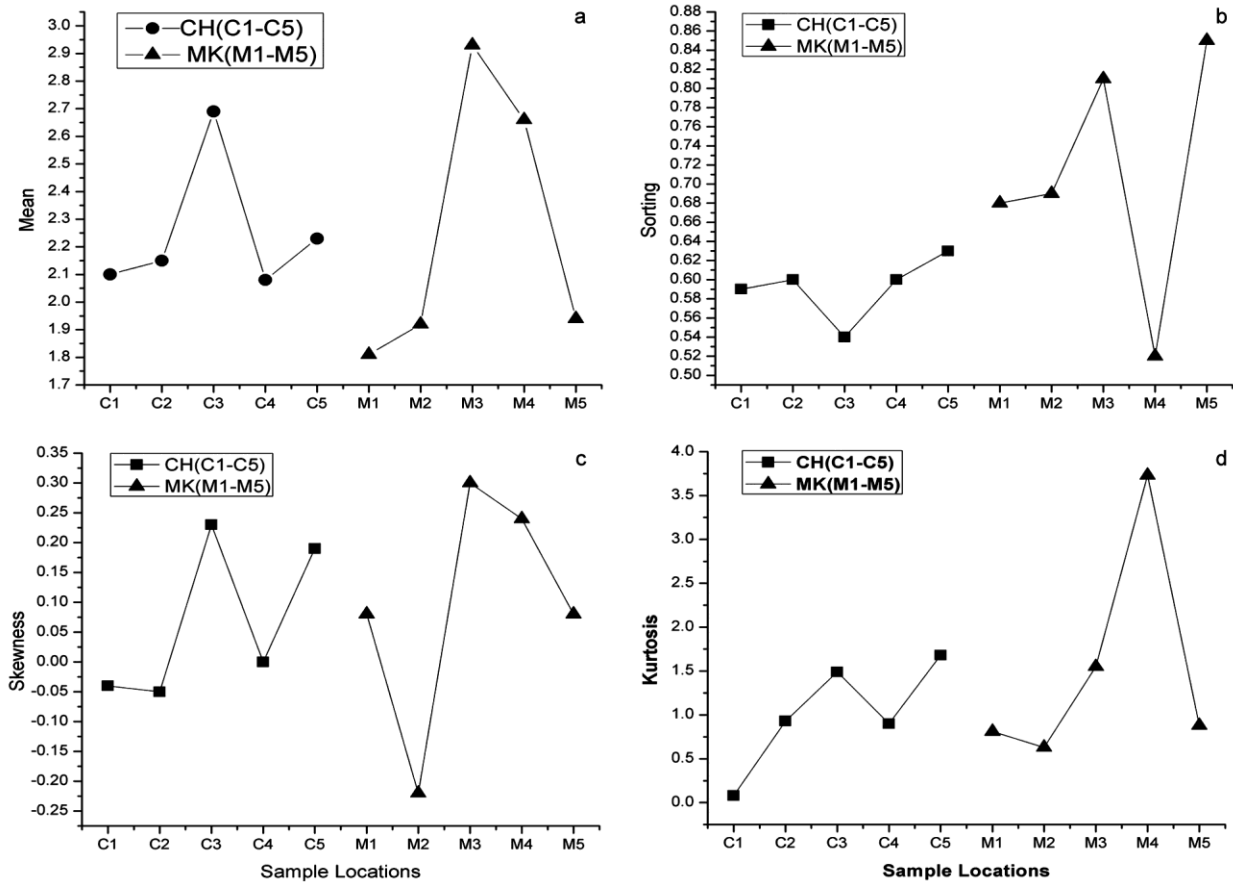 a
CH(C1-C5)
MK(M1-M5)
3.0
2.9
2.8
2.7
2.6
2.5
2.4
2.3
2.2
2.1
2.0
1.9
1.8
1.7
Mean
C1 C2 C3 C4 C5 M1 M2 M3 M4 M5
b
CH(C1-C5)
MK(M1-M5)
0.88
0.86
0.84
0.82
0.80
0.78
0.76
0.74
0.72
0.70
0.68
0.66
0.64
0.62
0.60
0.58
0.56
0.54
0.52
0.50
Sorting
C1 C2 C3 C4 C5 M1 M2 M3 M4 M5
c
CH(C1-C5)
MK(M1-M5)
0.35
0.30
0.25
0.20
0.15
0.10
0.05
0.00
-0.05
-0.10
-0.15
-0.20
-0.25
Skewness
C1 C2 C3 C4 C5 M1 M2 M3 M4 M5
Sample Locations
d
CH(C1-C5)
MK(M1-M5)
4.0
3.5
3.0
2.5
2.0
1.5
1.0
0.5
0.0
Kurtosis
C1 C2 C3 C4 C5 M1 M2 M3 M4 M5
Sample Locations